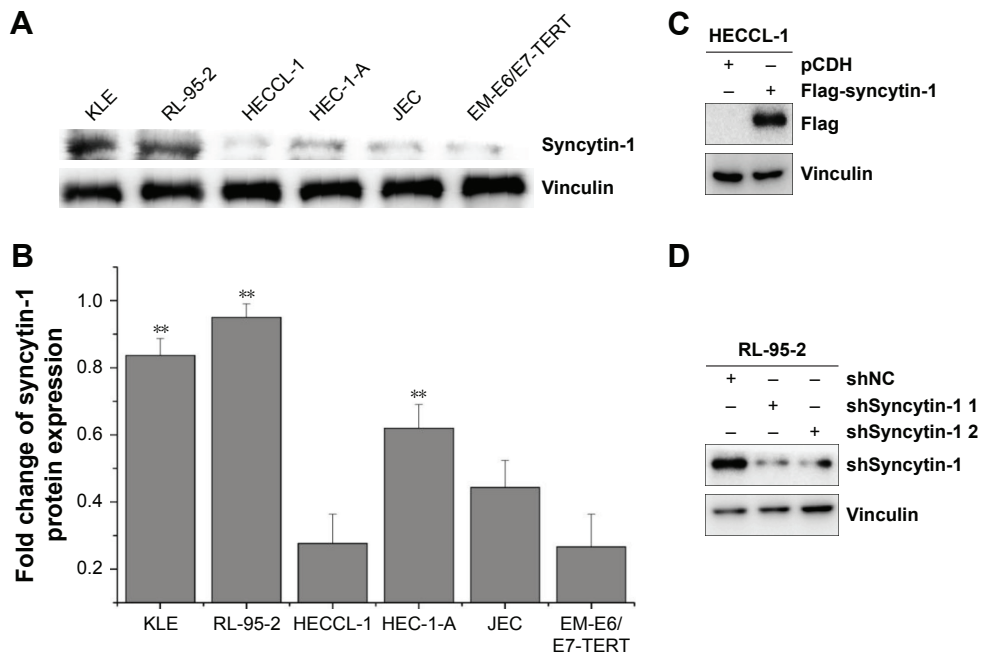 A
KLE
RL-95-2
HECCL-1
HEC-1-A
JEC
EM-E6/E7-TERT
Syncytin-1
Vinculin
B
Fold change of syncytin-1
protein expression
1.0
0.8
0.6
0.4
0.2
**
**
**
KLE
RL-95-2
HECCL-1
HEC-1-A
JEC
EM-E6/
E7-TERT
C
HECCL-1
+ – pCDH
– + Flag-syncytin-1
Flag
Vinculin
D
RL-95-2
+ – – shNC
– + – shSyncytin-1 1
– – + shSyncytin-1 2
shSyncytin-1
Vinculin